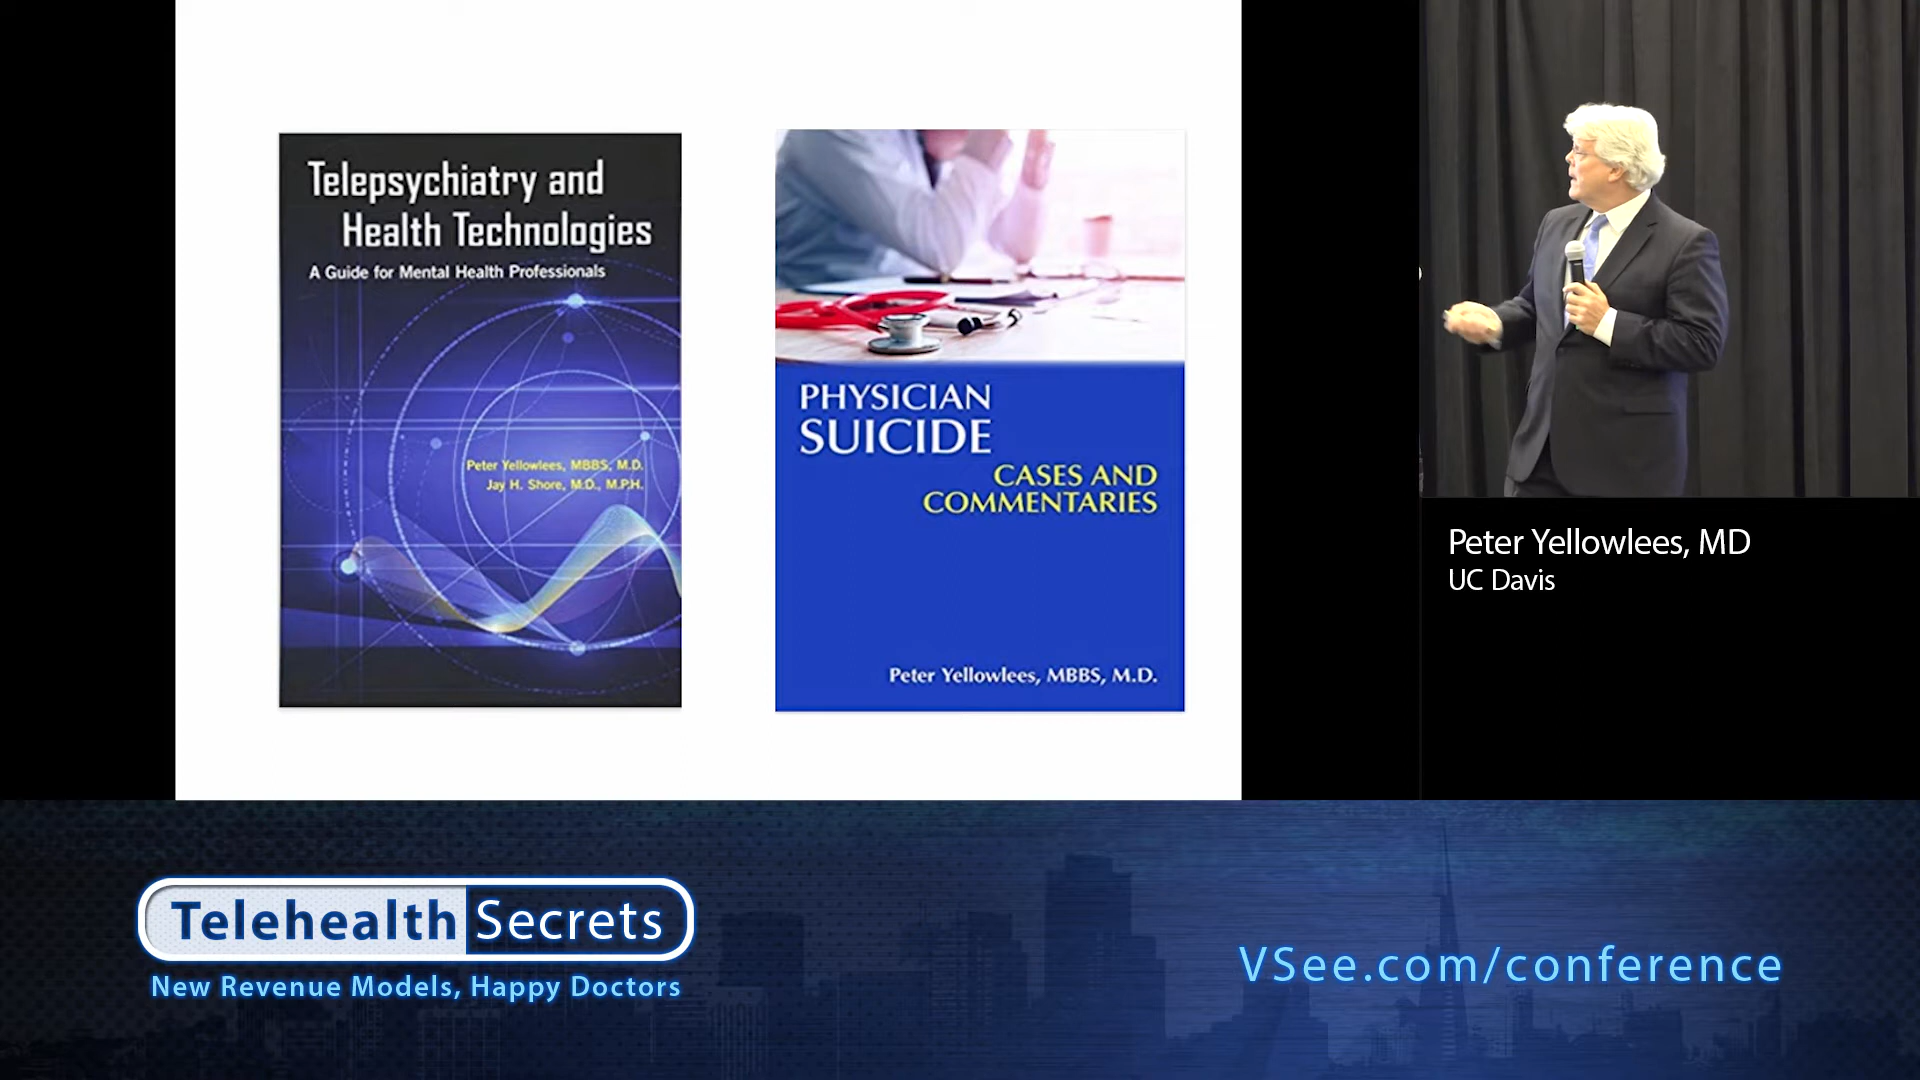 Telepsychiatry and
Health Technologies
A Guide for Mental Health Professionals
Peter Yellowlees, MBBS, M.D.
Jay H. Shore, M.D., M.P.H.
PHYSICIAN
SUICIDE
CASES AND
COMMENTARIES
Peter Yellowlees, MBBS, M.D.
Peter Yellowlees, MD
UC Davis
Telehealth Secrets
New Revenue Models, Happy Doctors
VSee.com/conference